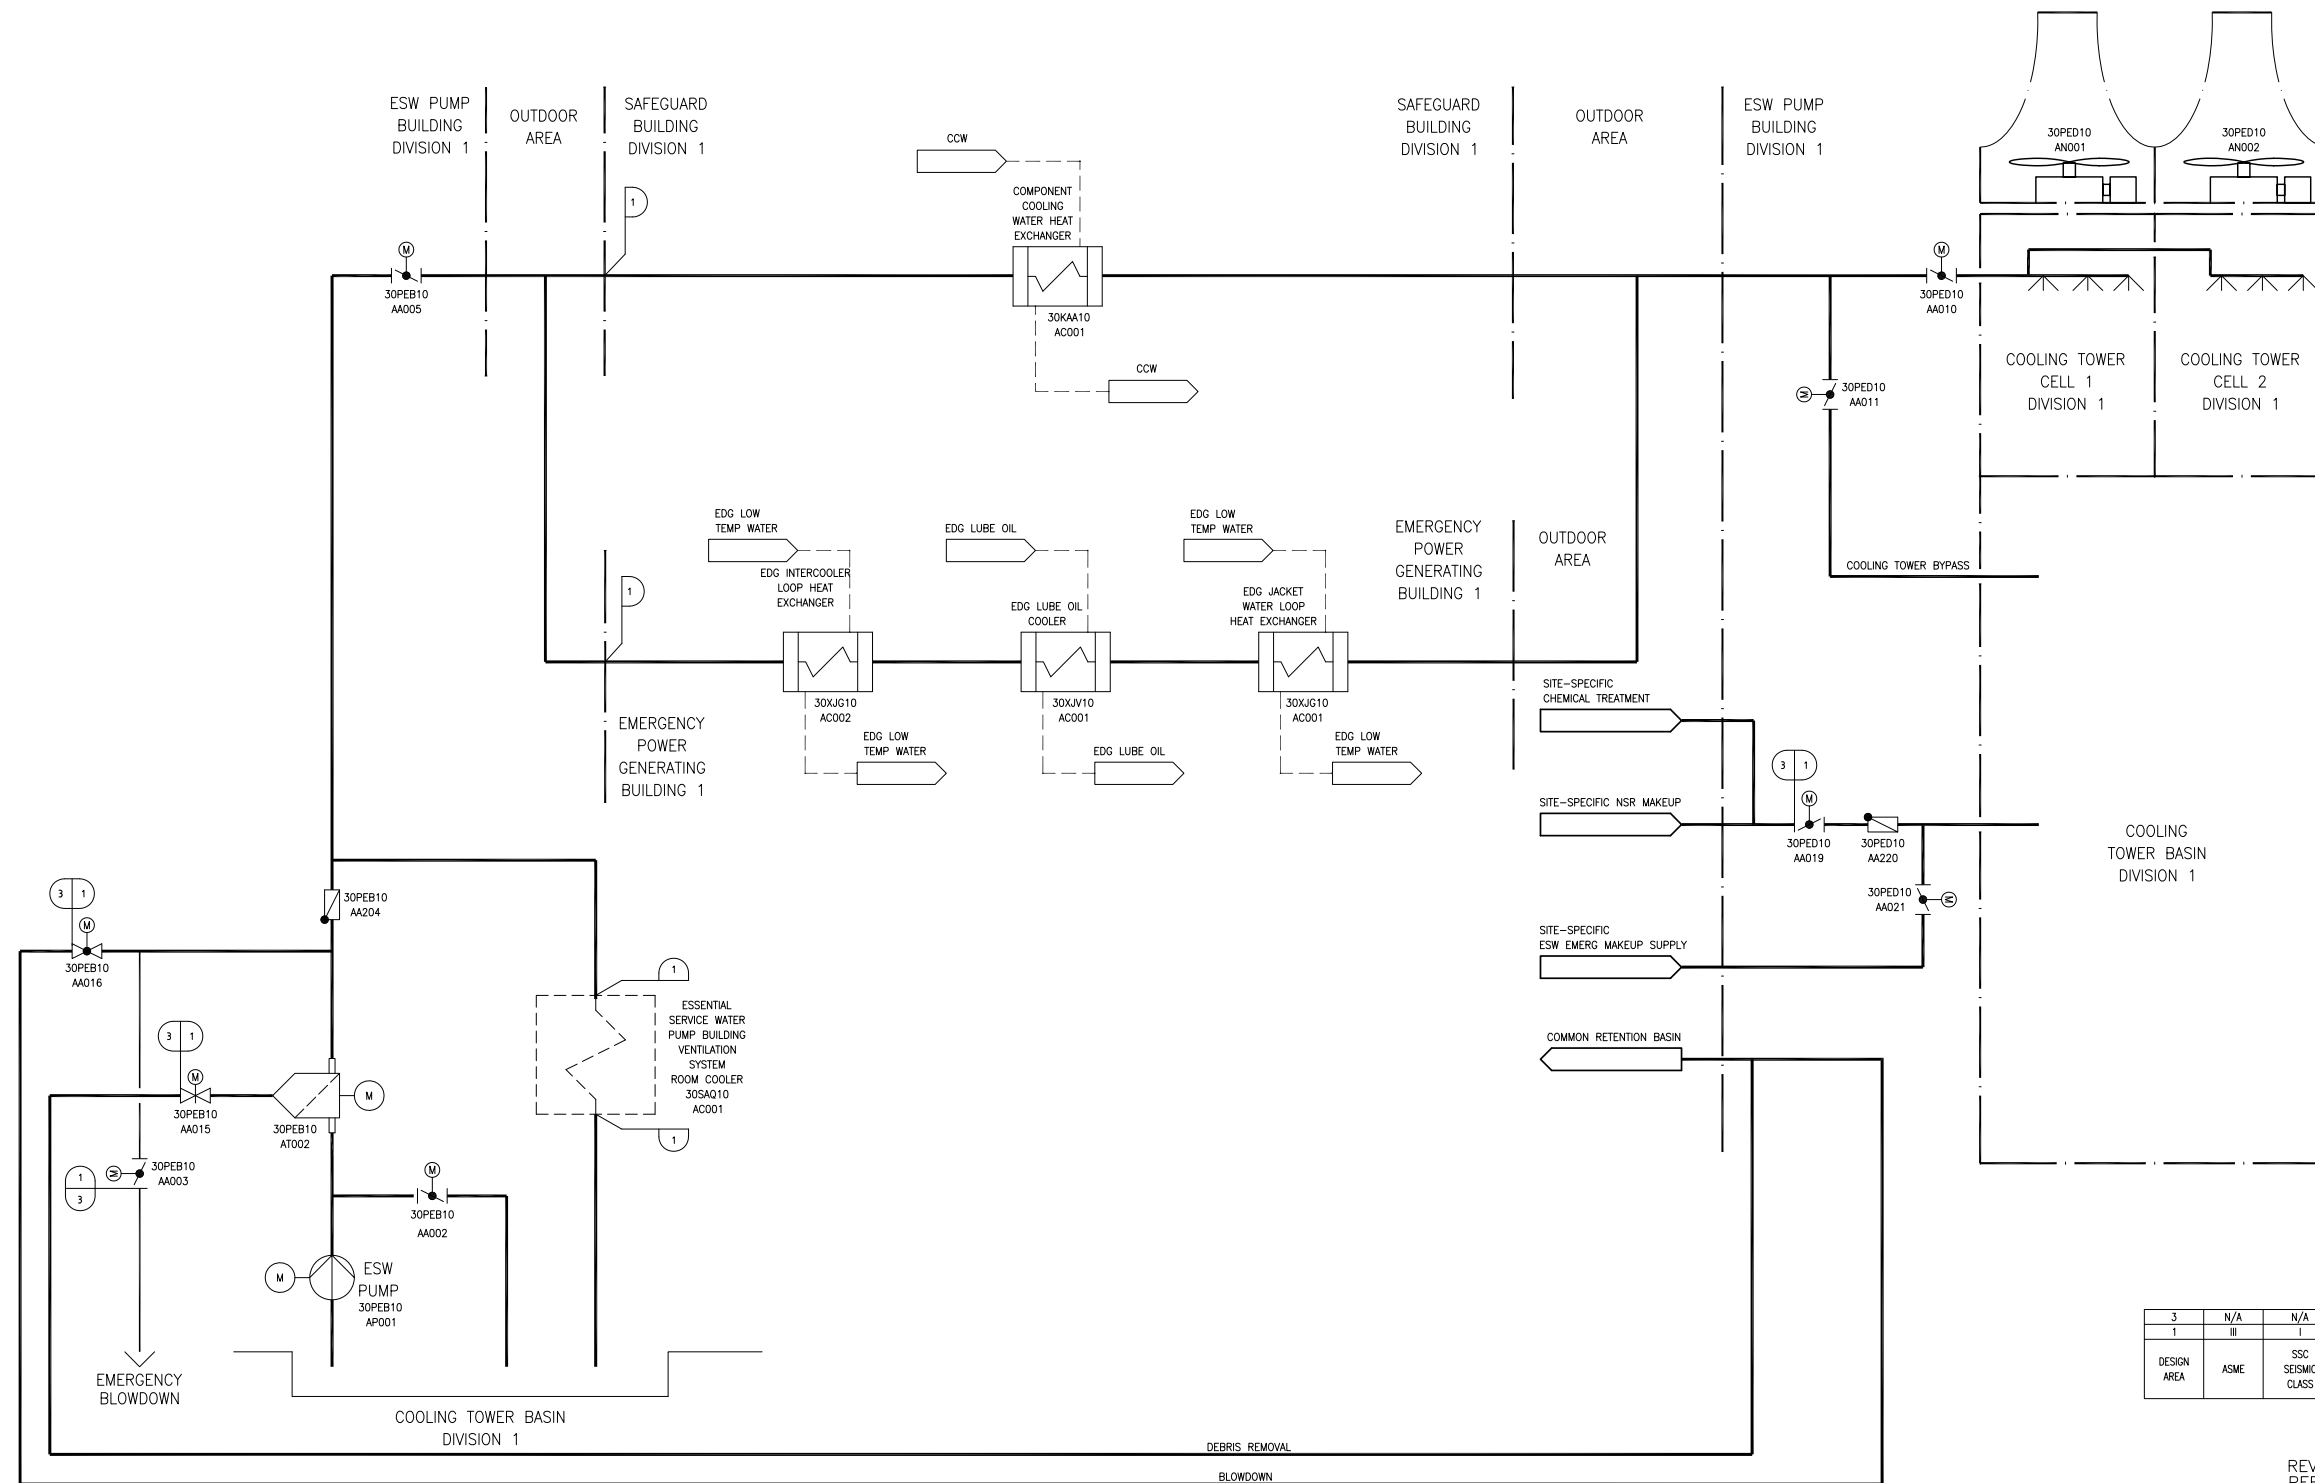 ESW PUMP
BUILDING
DIVISION 1
OUTDOOR
AREA
SAFEGUARD
BUILDING
DIVISION 1
CCW
SAFEGUARD
BUILDING
DIVISION 1
OUTDOOR
AREA
ESW PUMP
BUILDING
DIVISION 1
30PED10
AN001
30PED10
AN002
1
COMPONENT
COOLING
WATER HEAT
EXCHANGER
M
30PEB10
AA005
30KAA10
AC001
CCW
M
30PED10
AA010
COOLING TOWER
CELL 1
DIVISION 1
COOLING TOWER
CELL 2
DIVISION 1
M
30PED10
AA011
COOLING TOWER BYPASS
EDG LOW
TEMP WATER
EDG INTERCOOLER
LOOP HEAT
EXCHANGER
EDG LUBE OIL
EDG LUBE OIL
COOLER
EDG LOW
TEMP WATER
EDG JACKET
WATER LOOP
HEAT EXCHANGER
EMERGENCY
POWER
GENERATING
BUILDING 1
OUTDOOR
AREA
1
30XJG10
AC002
30XJV10
AC001
30XJG10
AC001
EDG LOW
TEMP WATER
EDG LUBE OIL
EDG LOW
TEMP WATER
EMERGENCY
POWER
GENERATING
BUILDING 1
SITE-SPECIFIC
CHEMICAL TREATMENT
3 1
M
SITE-SPECIFIC NSR MAKEUP
30PED10
AA019
30PED10
AA220
COOLING
TOWER BASIN
DIVISION 1
30PED10
AA021
M
SITE-SPECIFIC
ESW EMERG MAKEUP SUPPLY
COMMON RETENTION BASIN
3 1
M
30PEB10
AA016
30PEB10
AA204
3 1
M
30PEB10
AA015
30PEB10
AT002
M
1
ESSENTIAL
SERVICE WATER
PUMP BUILDING
VENTILATION
SYSTEM
ROOM COOLER
30SAQ10
AC001
1
1
3
M
30PEB10
AA003
M
30PEB10
AA002
M
ESW
PUMP
30PEB10
AP001
EMERGENCY
BLOWDOWN
COOLING TOWER BASIN
DIVISION 1
DEBRIS REMOVAL
BLOWDOWN
3 N/A N/A
1 III I
DESIGN
AREA
ASME
SSC
SEISMIC
CLASS
REV